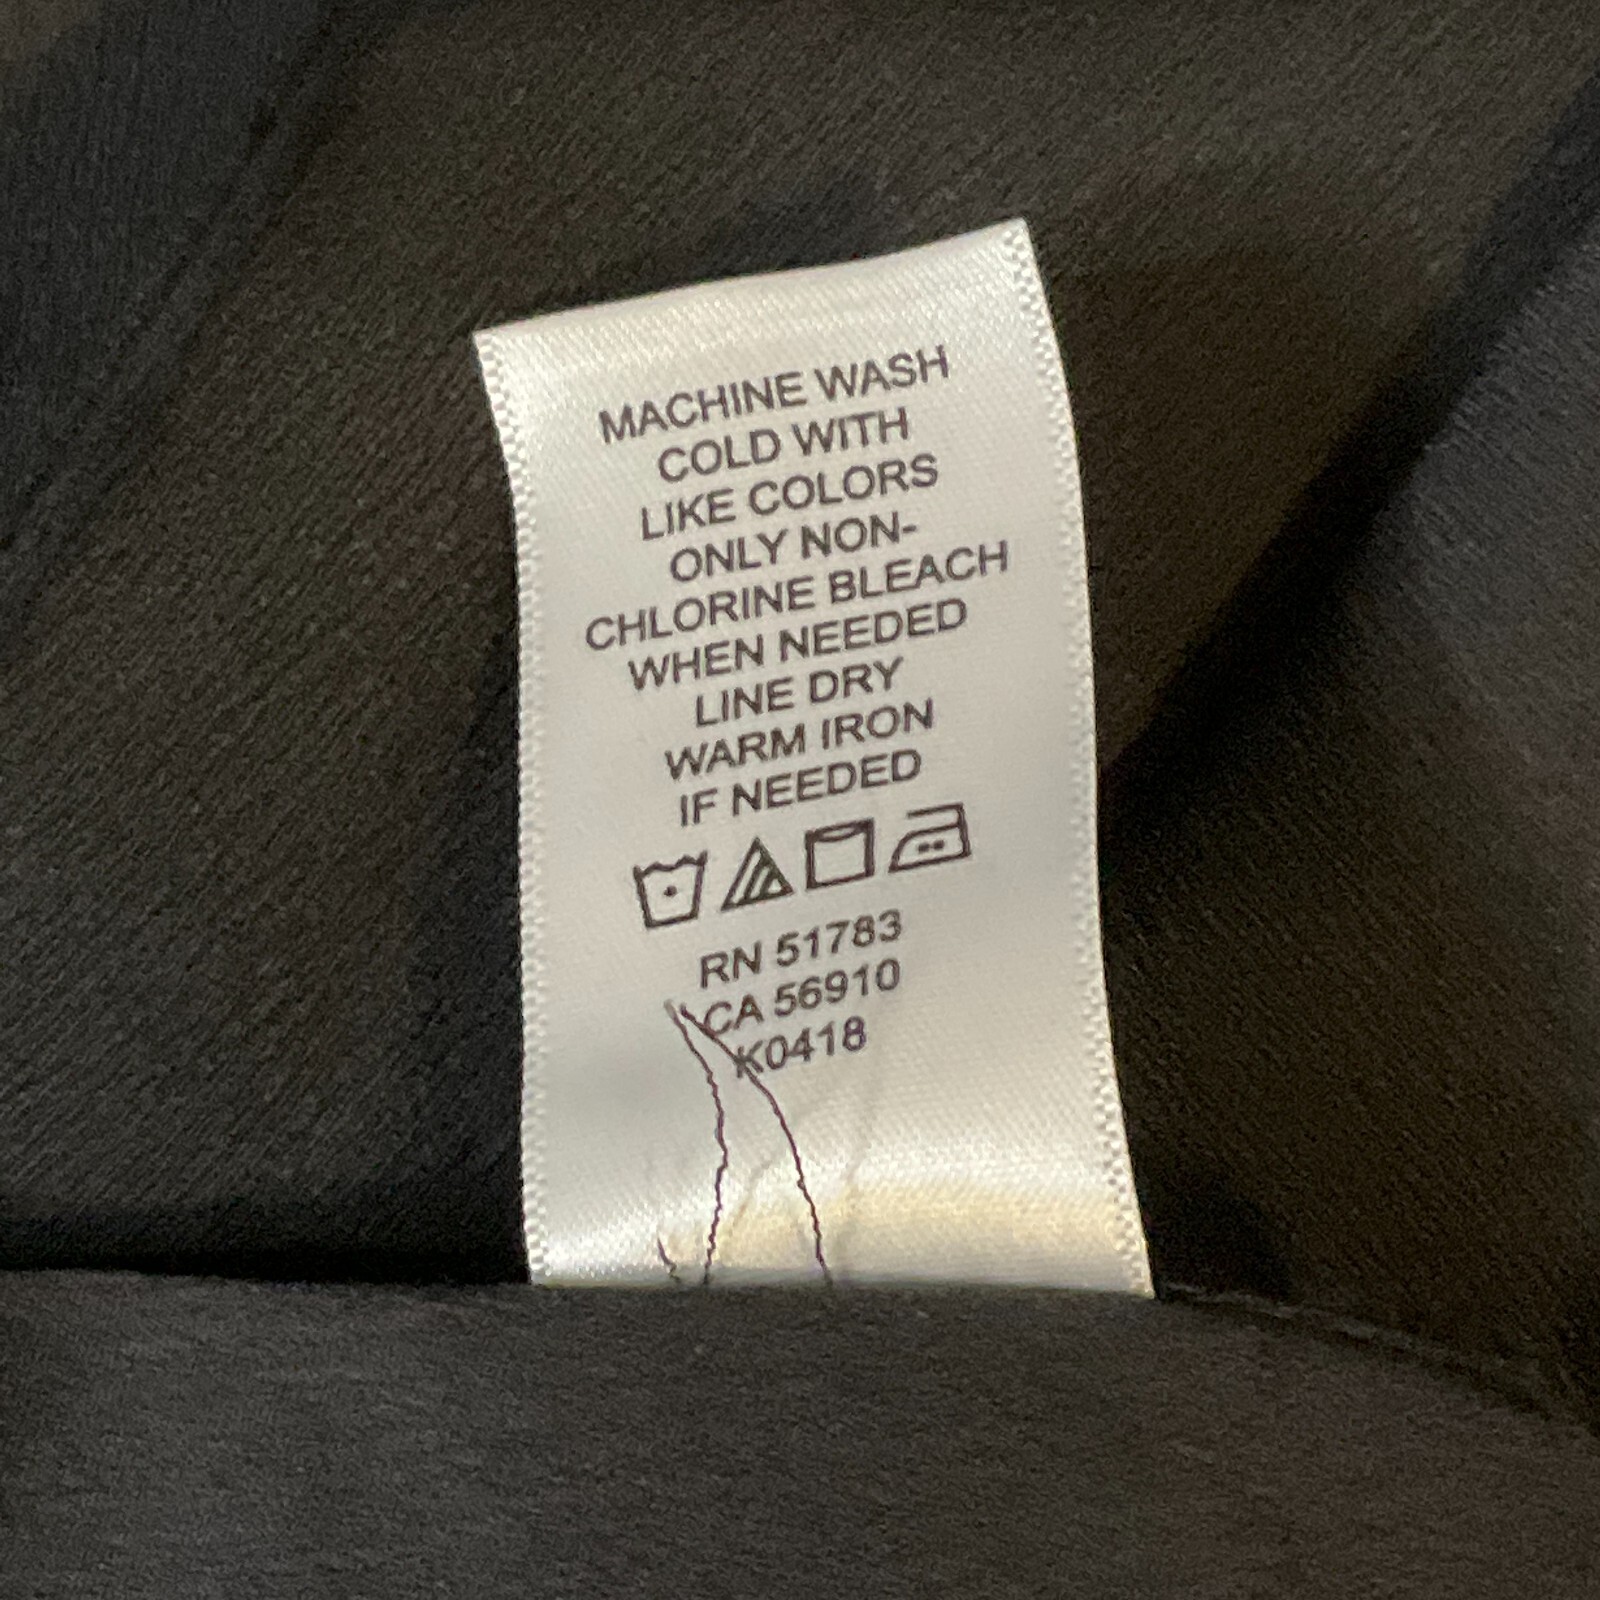 MACHINE WASH
COLD WITH
LIKE COLORS
ONLY NON-
CHLORINE BLEACH
WHEN NEEDED
LINE DRY
WARM IRON
IF NEEDED
RN 51783
CA 56910
K0418